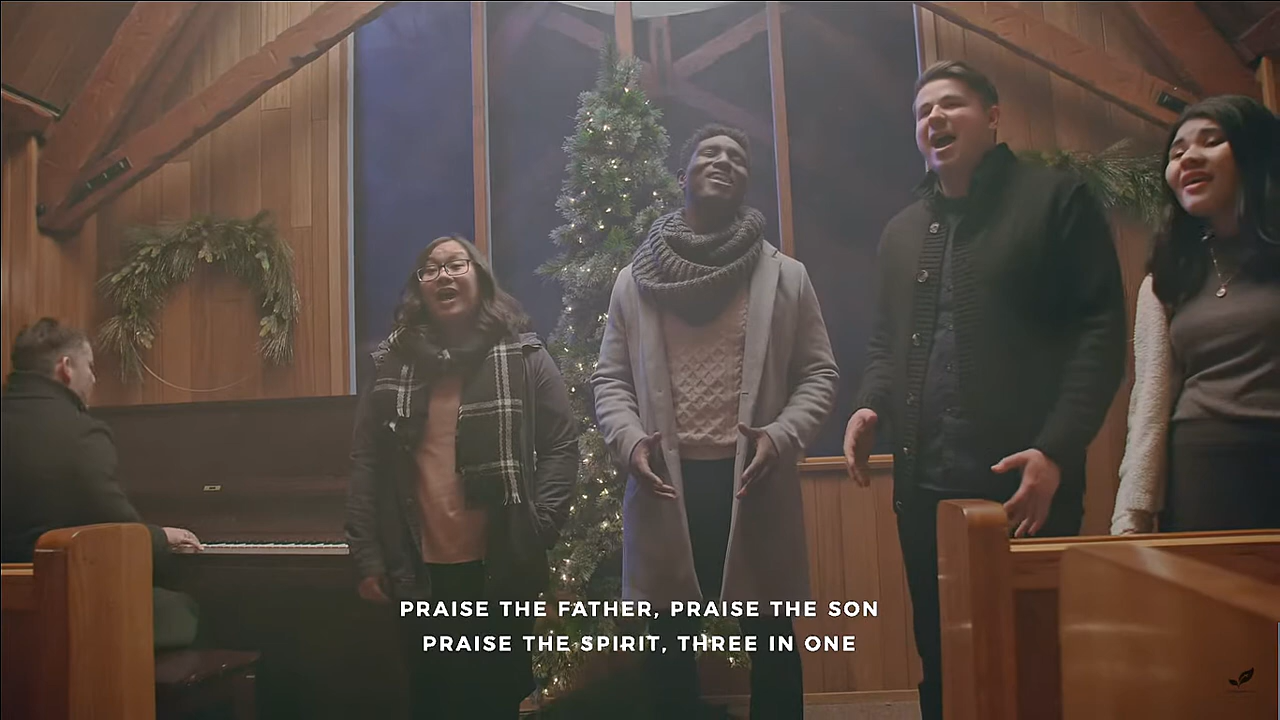 PRAISE THE FATHER, PRAISE THE SON
PRAISE THE SPIRIT, THREE IN ONE